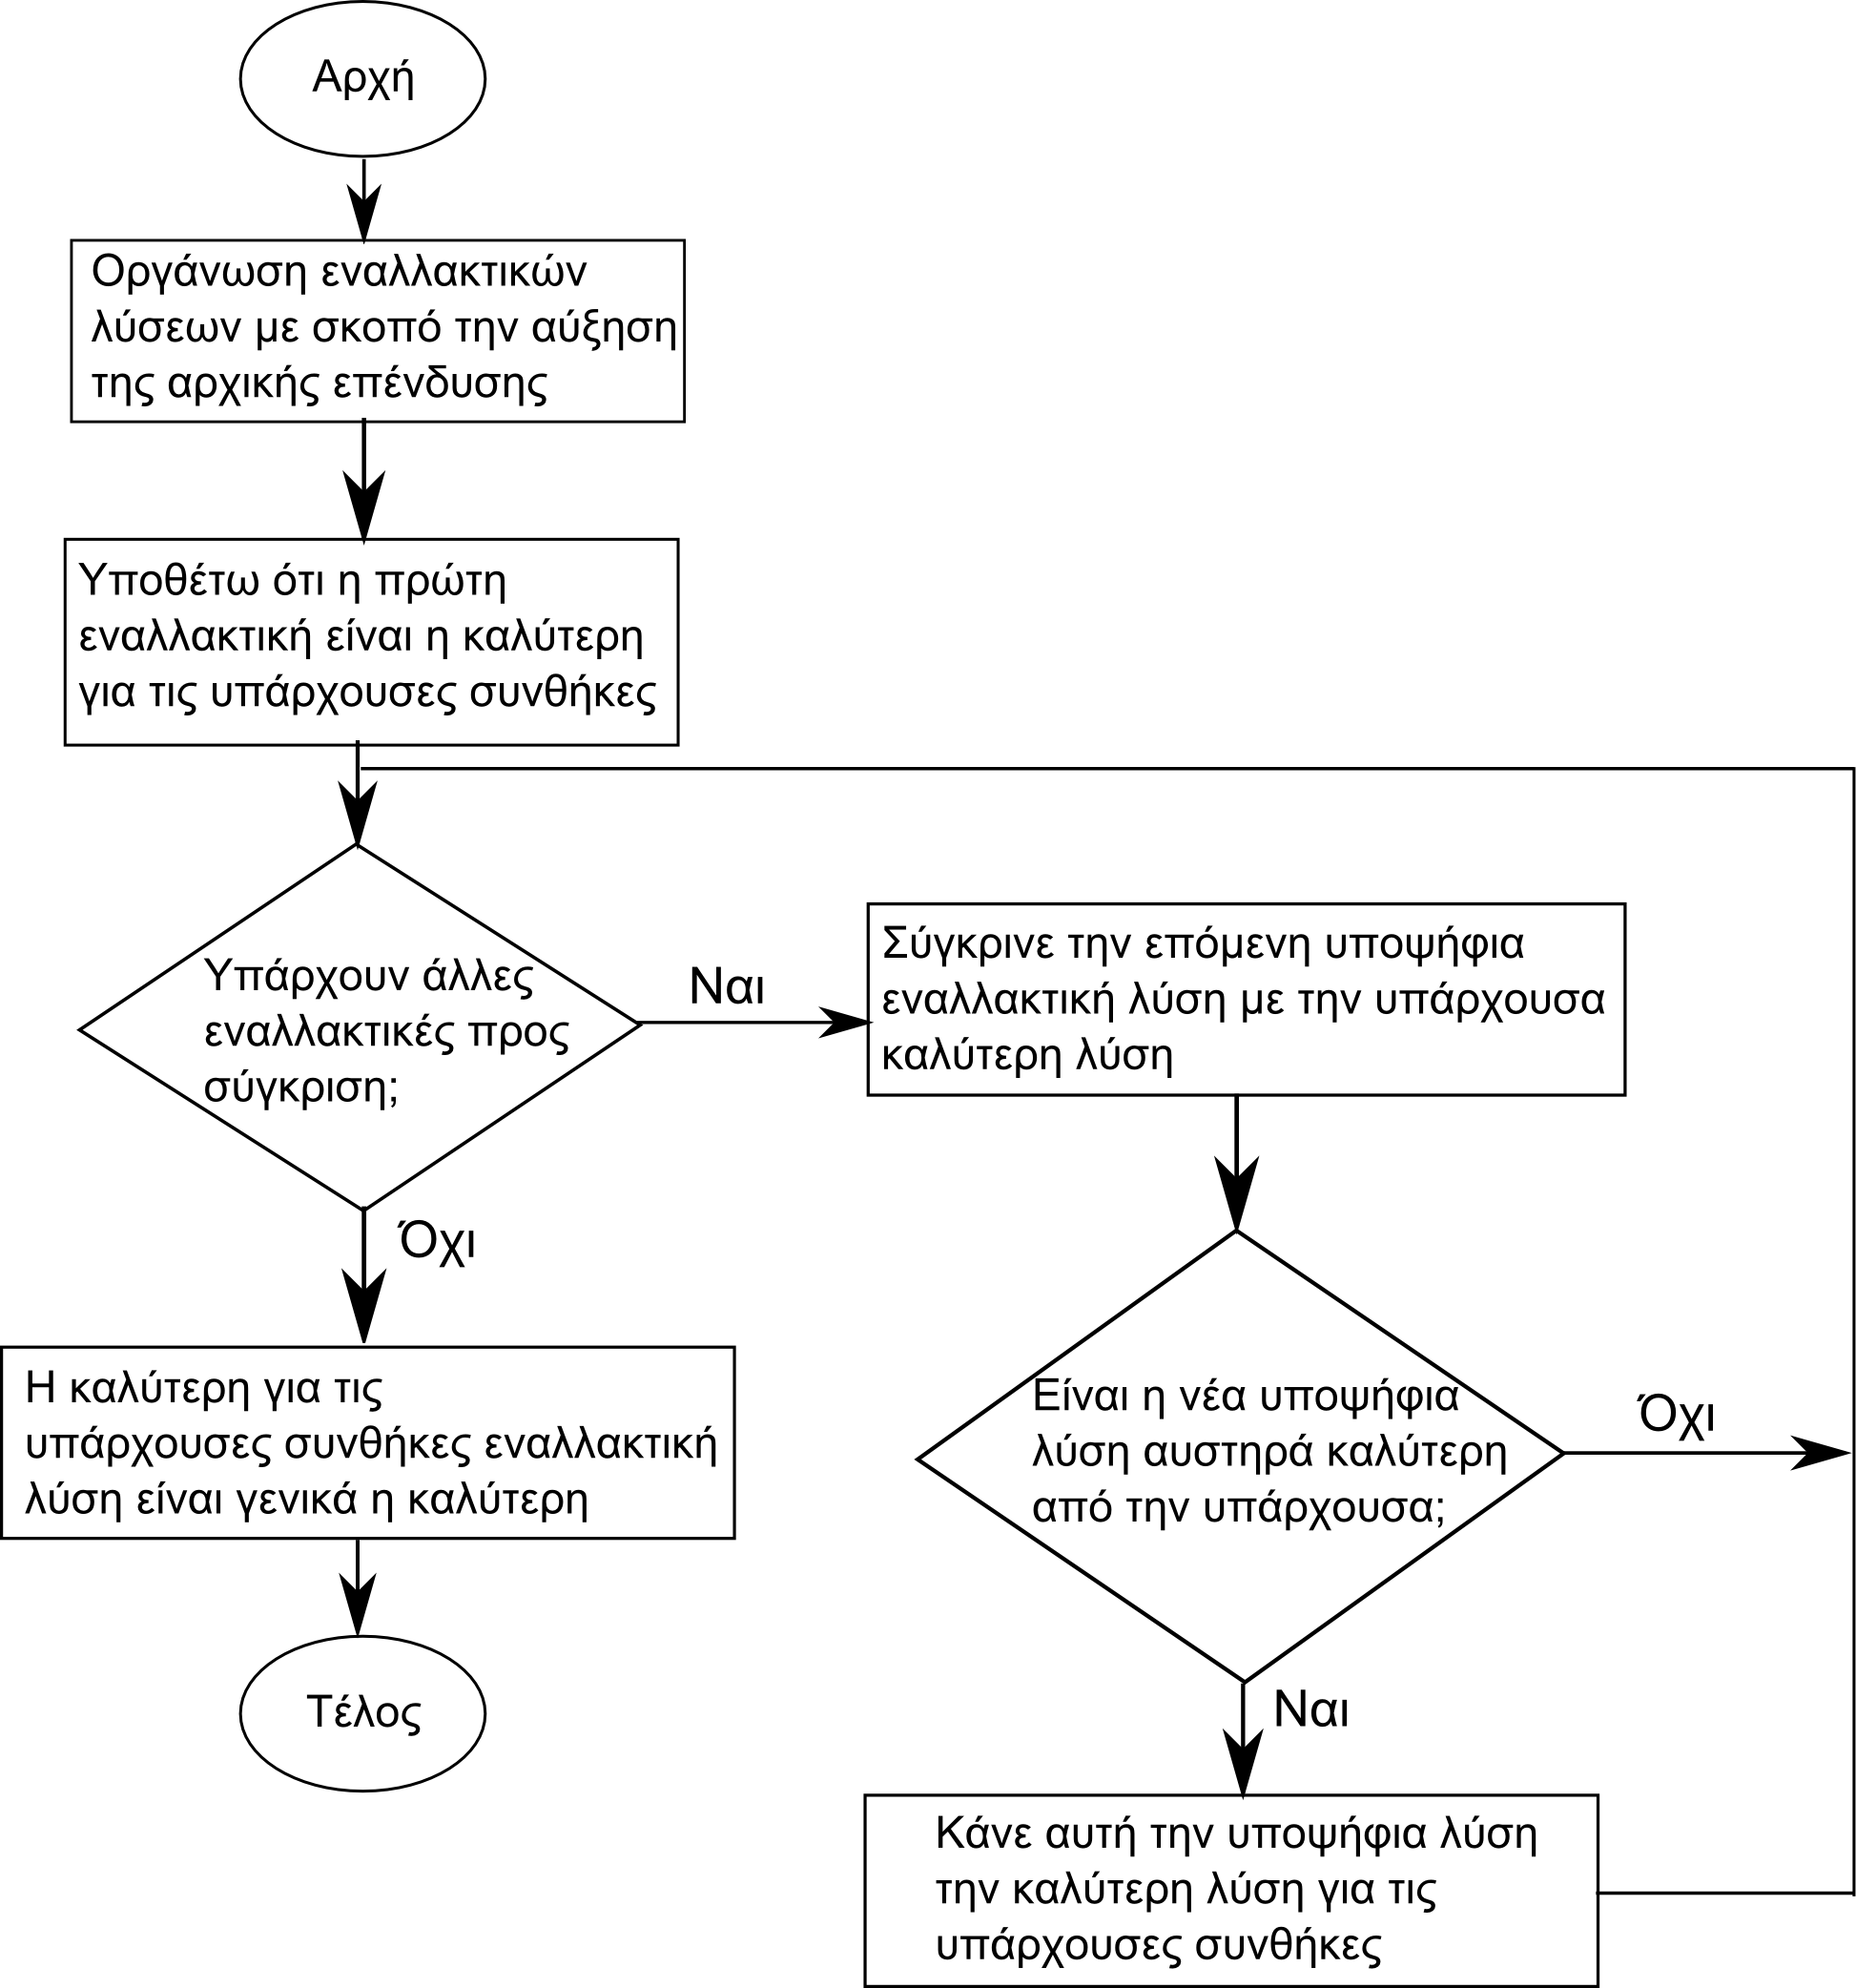 Αρχή
Οργάνωση εναλλακτικών
λύσεων με σκοπό την αύξηση
της αρχικής επένδυσης
Υποθέτω ότι η πρώτη
εναλλακτική είναι η καλύτερη
για τις υπάρχουσες συνθήκες
Υπάρχουν άλλες
εναλλακτικές προς
σύγκριση;
Ναι
Σύγκρινε την επόμενη υποψήφια
εναλλακτική λύση με την υπάρχουσα
καλύτερη λύση
Όχι
Η καλύτερη για τις
υπάρχουσες συνθήκες εναλλακτική
λύση είναι γενικά η καλύτερη
Τέλος
Είναι η νέα υποψήφια
λύση αυστηρά καλύτερη
από την υπάρχουσα;
Όχι
Ναι
Κάνε αυτή την υποψήφια λύση
την καλύτερη λύση για τις
υπάρχουσες συνθήκες